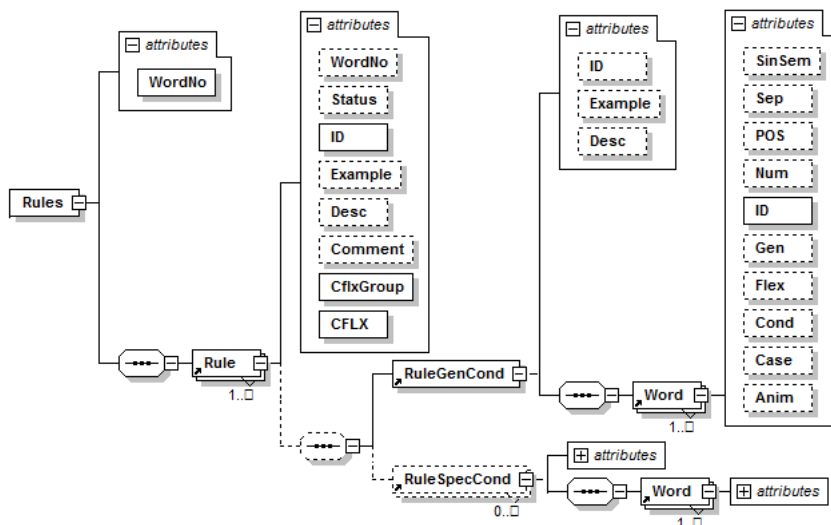 Rules
attributes
WordNo
Rule
1..□
attributes
WordNo
Status
ID
Example
Desc
Comment
CflxGroup
CFLX
RuleGenCond
attributes
ID
Example
Desc
Word
1..□
attributes
SinSem
Sep
POS
Num
ID
Gen
Flex
Cond
Case
Anim
RuleSpecCond
0..□
attributes
Word
1..□
attributes